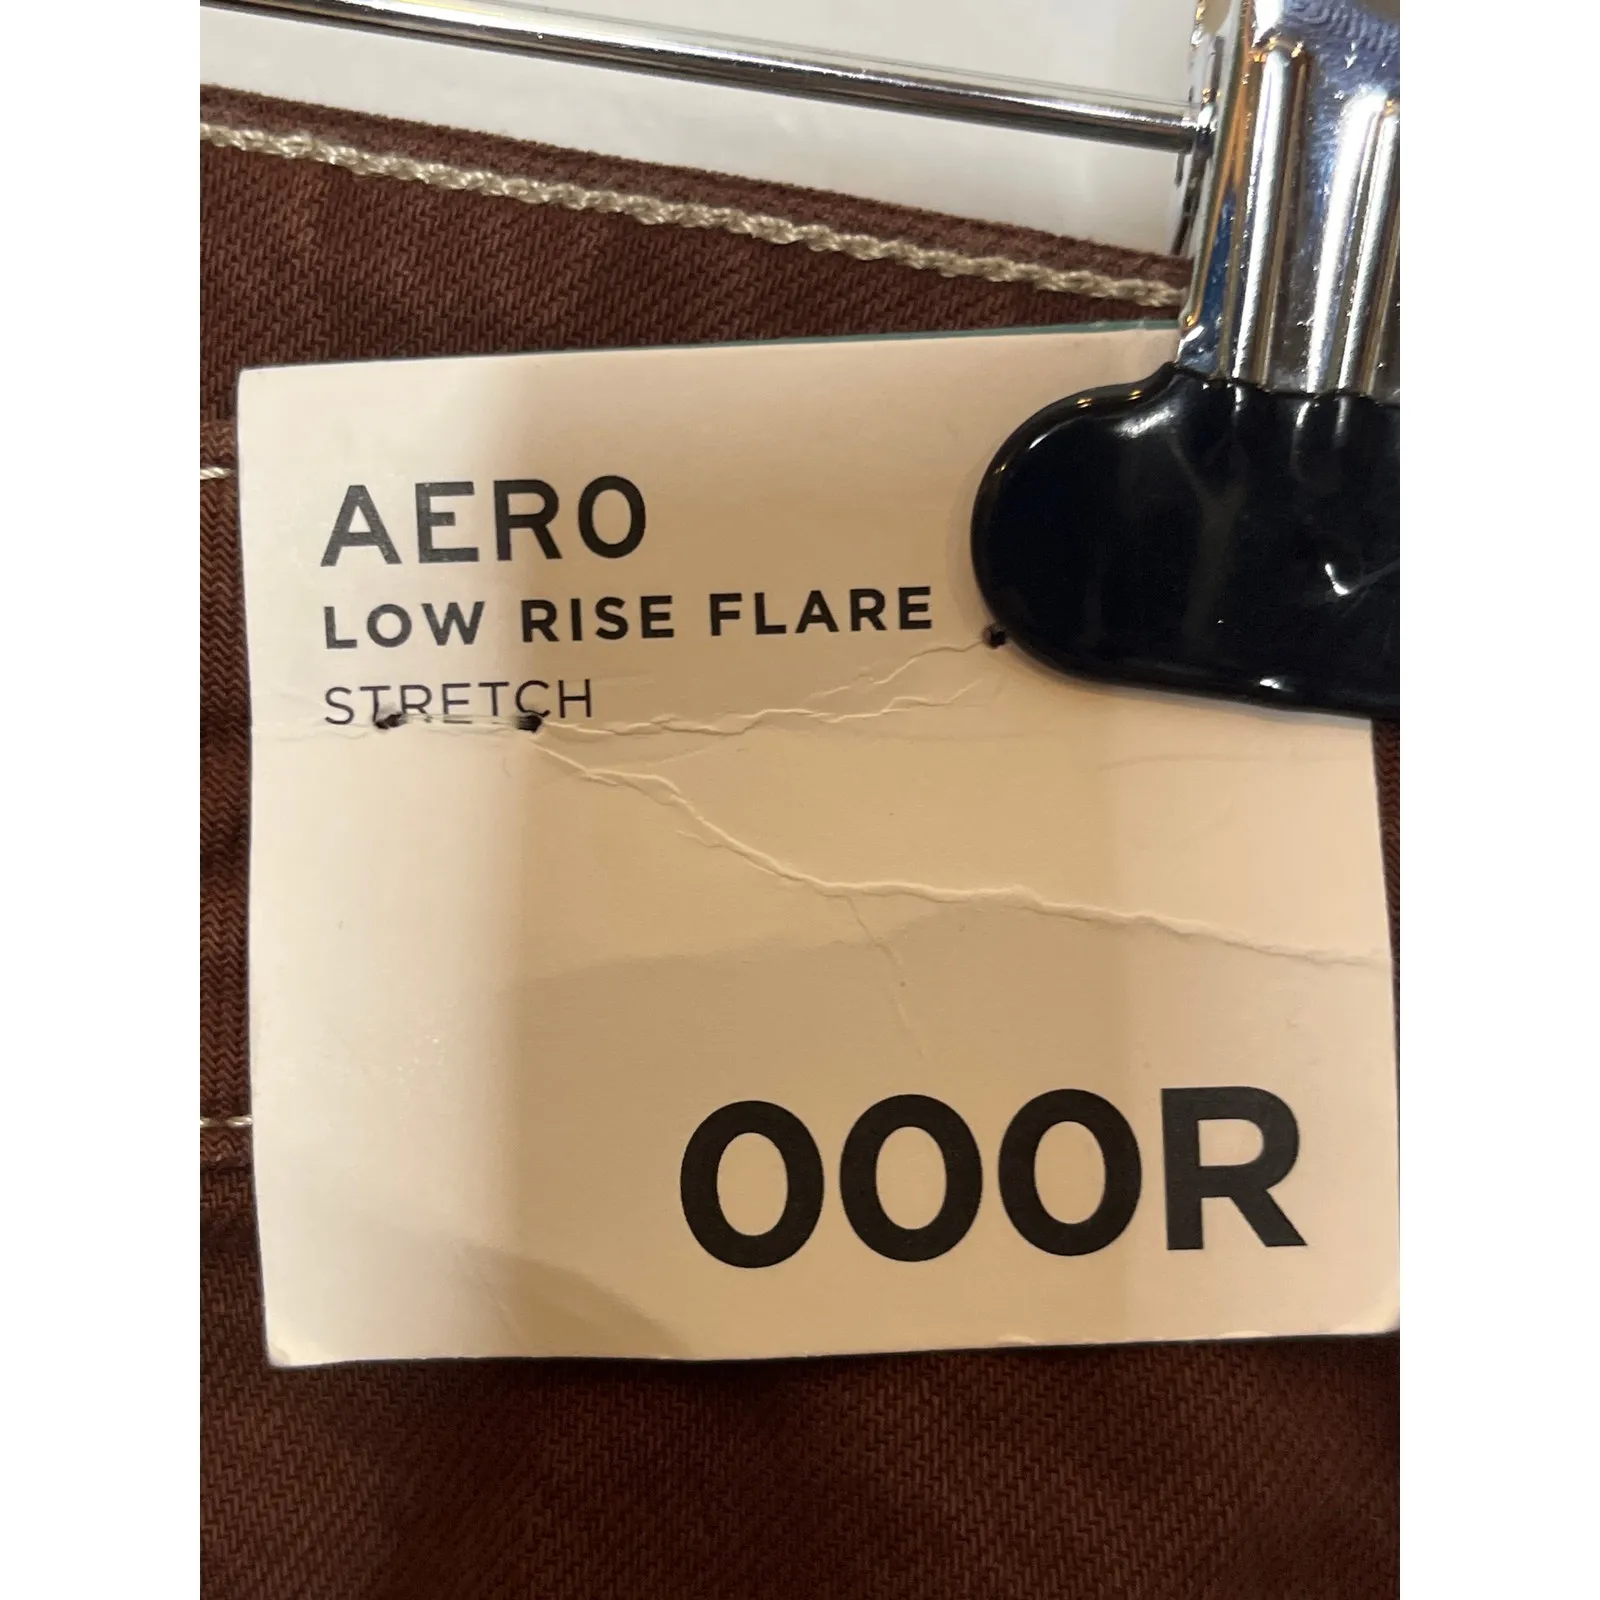 AERO
LOW RISE FLARE
STRETCH
000R